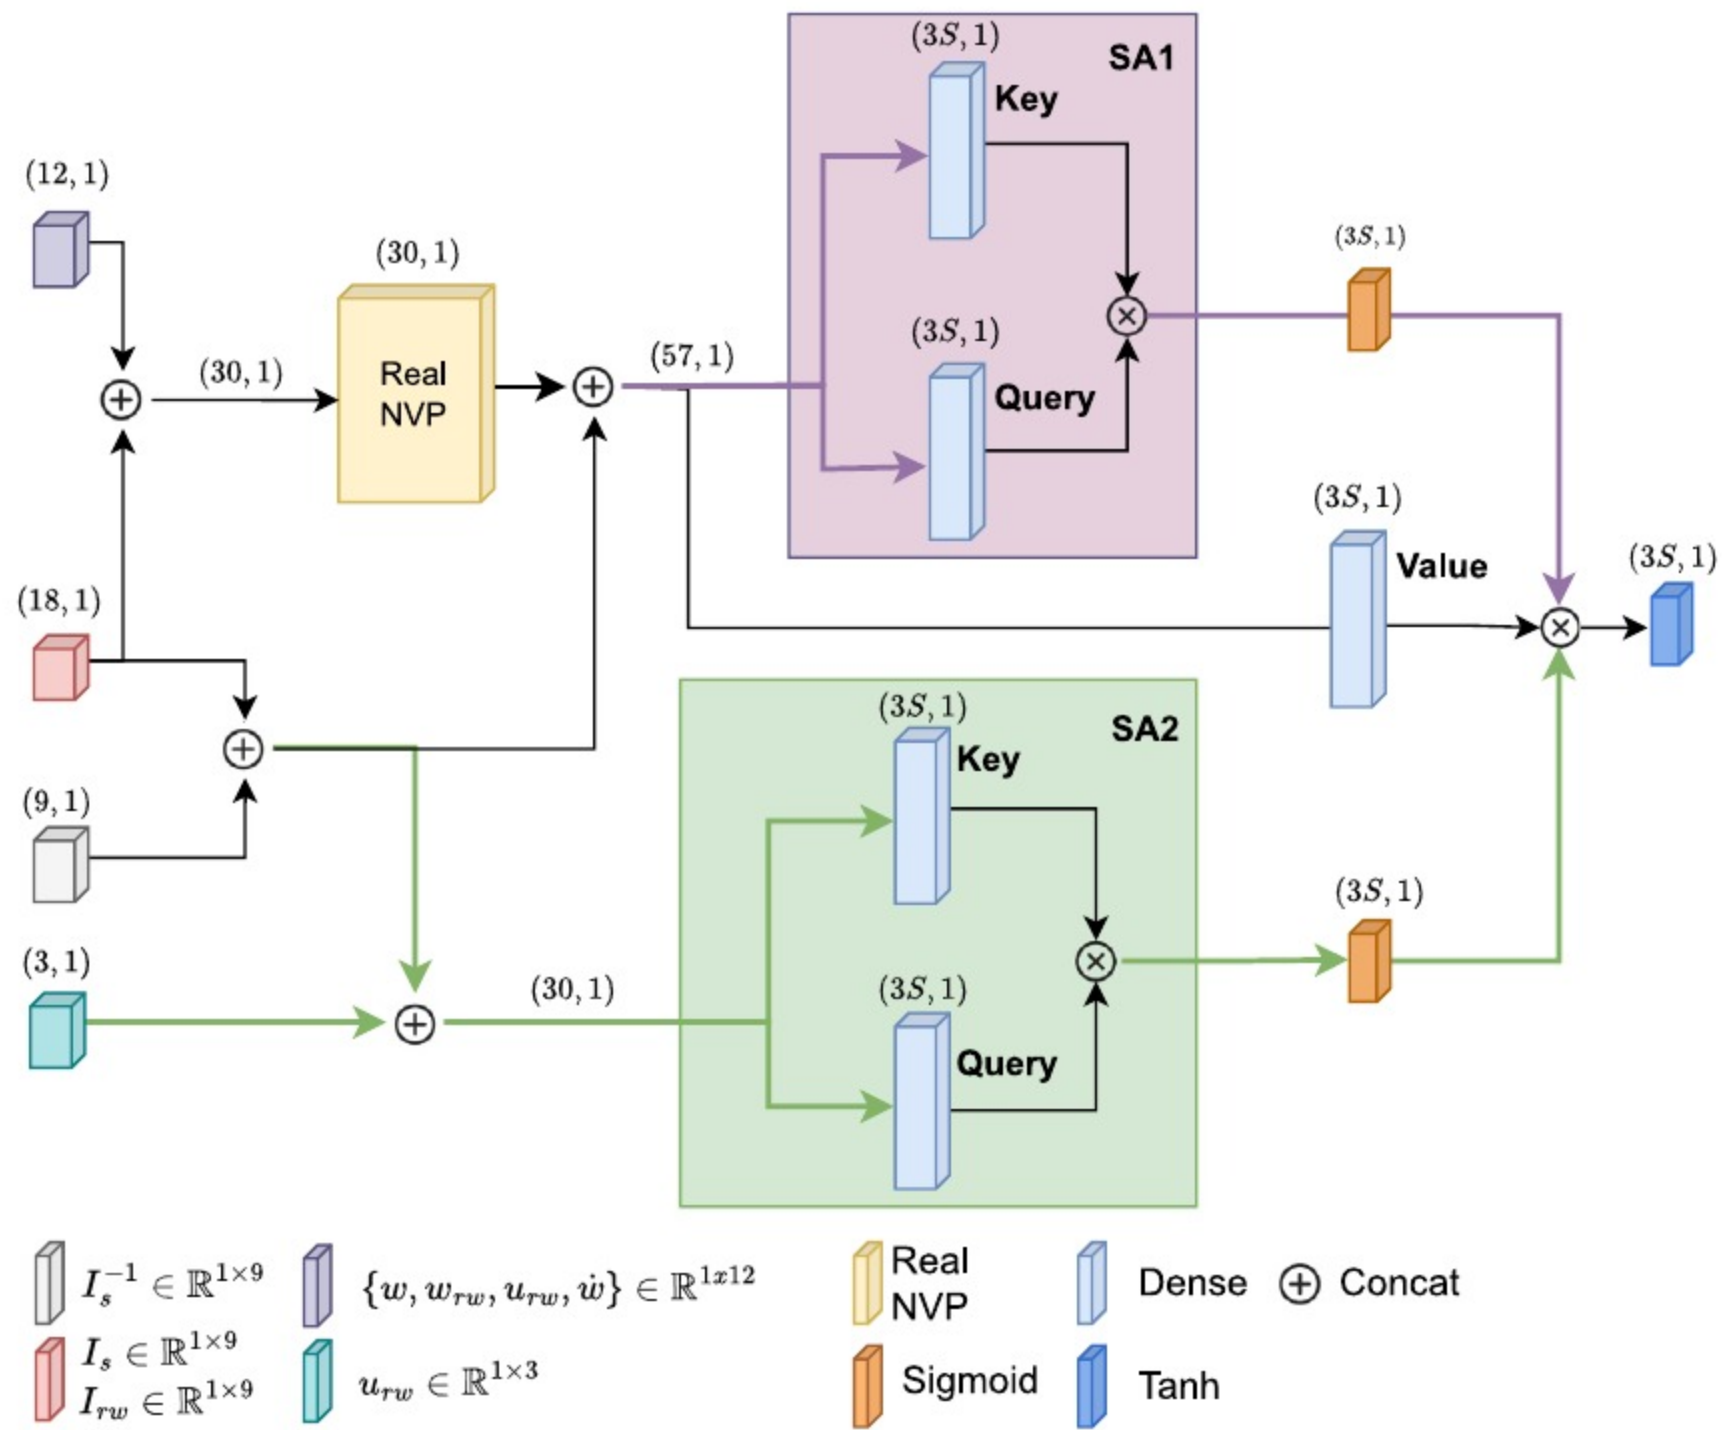 (3S, 1)
SA1
Key
(12, 1)
(3S, 1)
(30, 1)
(3S, 1)
(57, 1)
(30, 1)
Real
NVP
Query
(3S, 1)
Value
(3S, 1)
(18, 1)
(3S, 1)
SA2
Key
(9, 1)
(3S, 1)
(3, 1)
(30, 1)
(3S, 1)
Query
I_s^{-1} ∈ ℝ^{1×9}
{w, w_{rw}, u_{rw}, ẇ} ∈ ℝ^{1x12}
Real
NVP
Dense
Concat
I_s ∈ ℝ^{1×9}
I_{rw} ∈ ℝ^{1×9}
u_{rw} ∈ ℝ^{1×3}
Sigmoid
Tanh